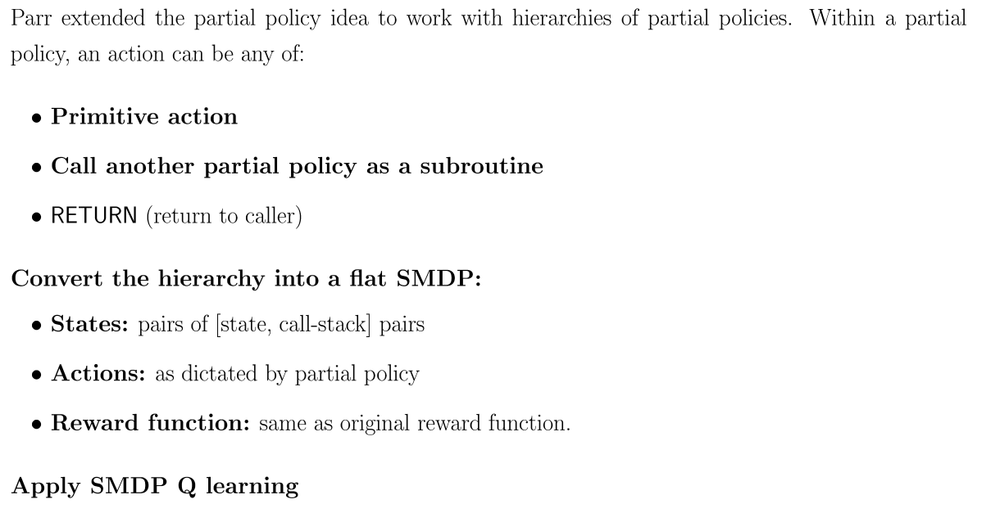 Parr extended the partial policy idea to work with hierarchies of partial policies. Within a partial
policy, an action can be any of:
• Primitive action
• Call another partial policy as a subroutine
• RETURN (return to caller)
Convert the hierarchy into a flat SMDP:
• States: pairs of [state, call-stack] pairs
• Actions: as dictated by partial policy
• Reward function: same as original reward function.
Apply SMDP Q learning